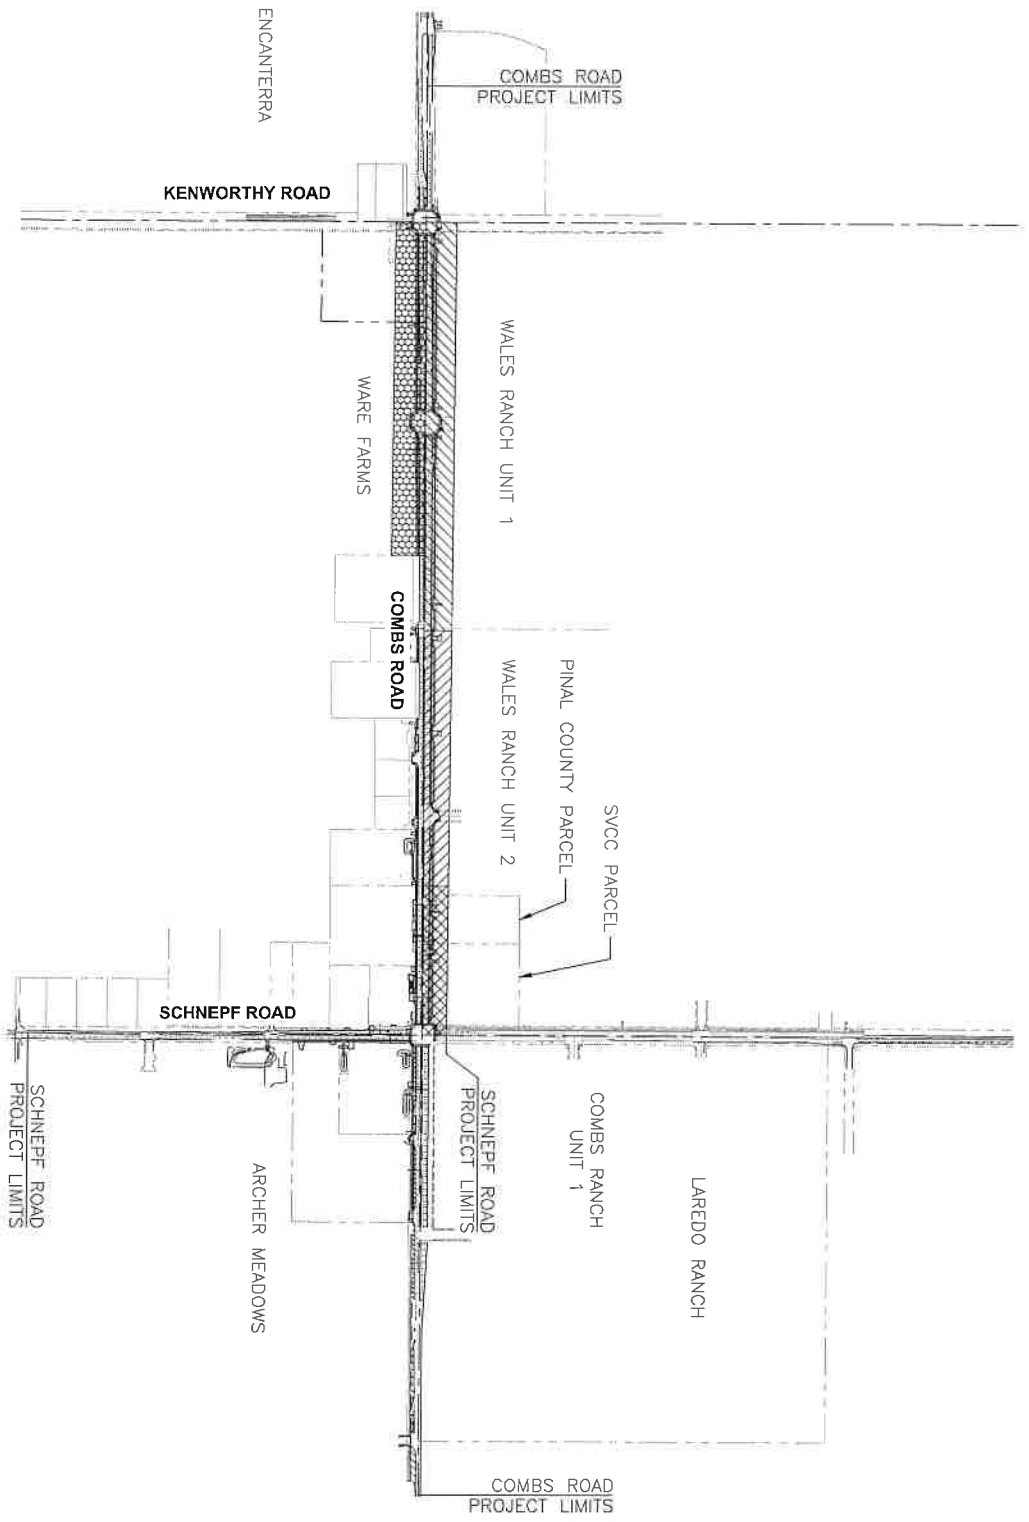 ENCANTERRA
COMBS ROAD
PROJECT LIMITS
KENWORTHY ROAD
WALES RANCH UNIT 1
WARE FARMS
COMBS ROAD
WALES RANCH UNIT 2
PINAL COUNTY PARCEL
SVCC PARCEL
SCHNEPF ROAD
SCHNEPF ROAD
PROJECT LIMITS
SCHNEPF ROAD
PROJECT LIMITS
COMBS RANCH
UNIT 1
LAREDO RANCH
ARCHER MEADOWS
COMBS ROAD
PROJECT LIMITS